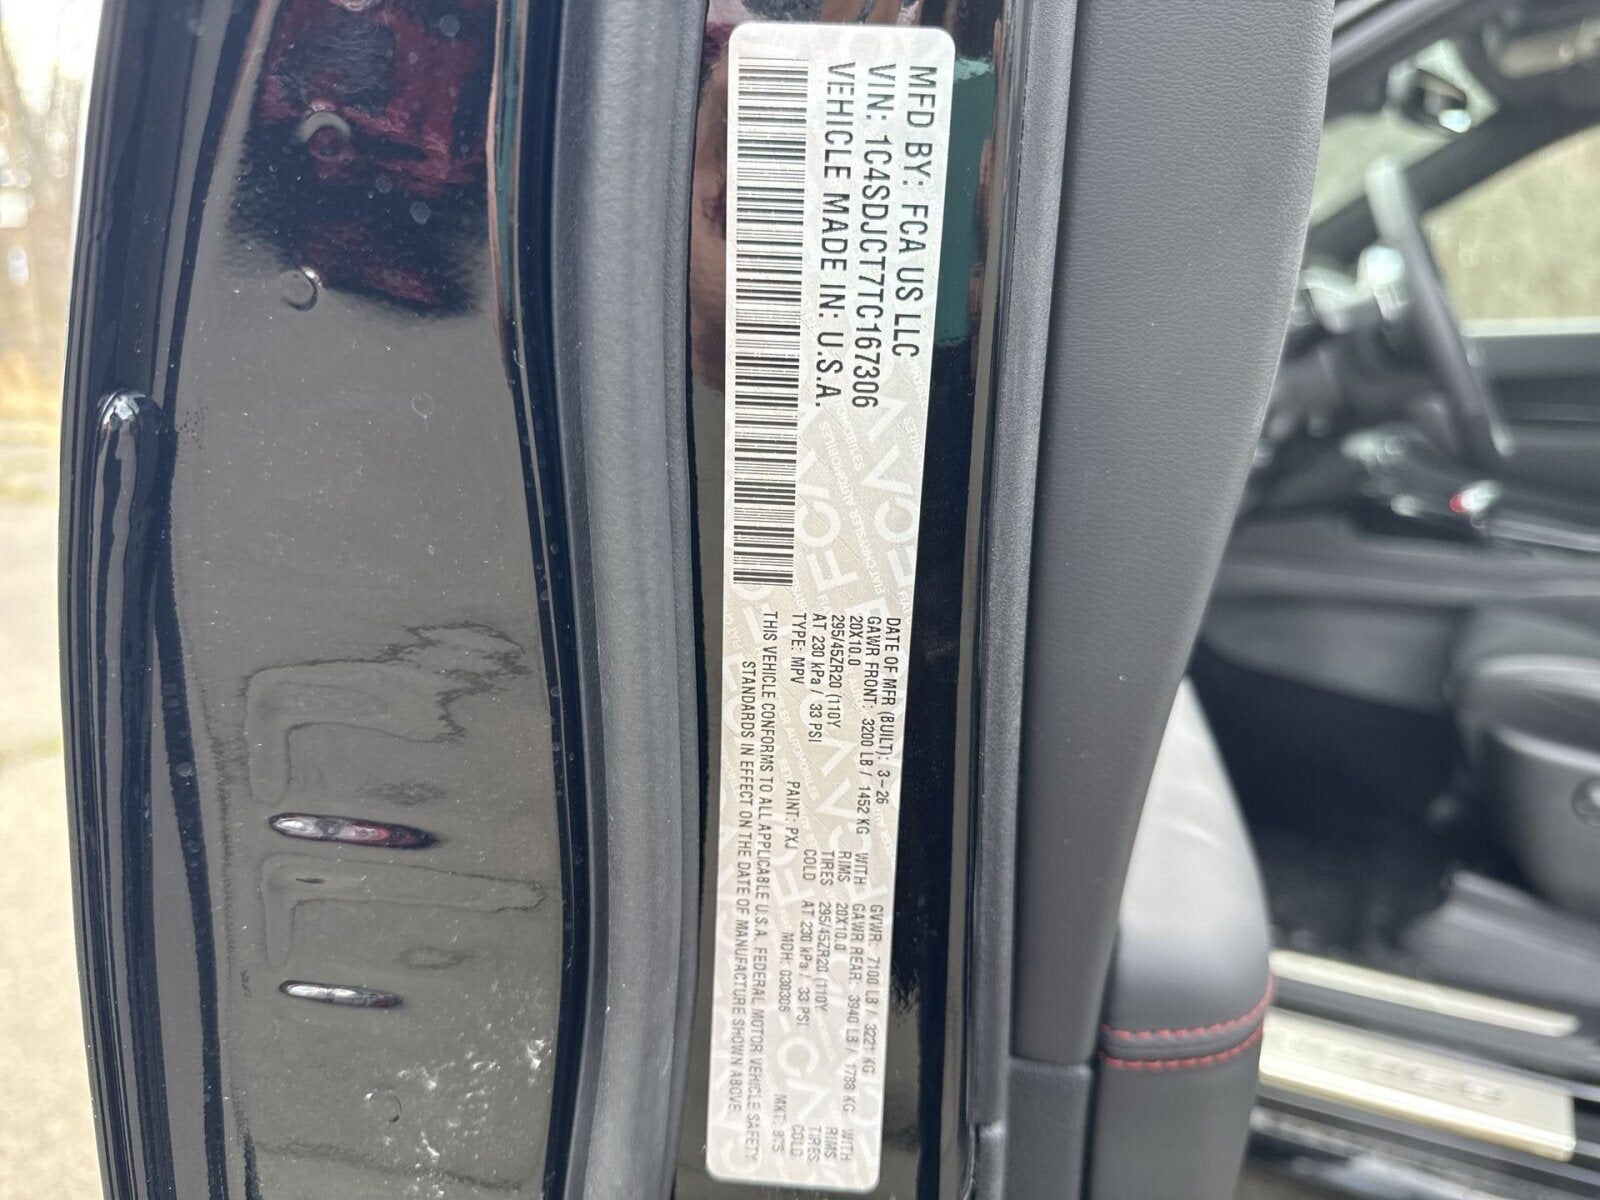 MFD BY: FCA US LLC
VIN: 1C4SDJCT7TC167306
VEHICLE MADE IN: U.S.A.
DATE OF MFR (BUILT): 3-26 GVWR: 7100 LB / 3221 KG
GAWR FRONT: 3200 LB / 1452 KG WITH GAWR REAR: 3940 LB / 1788 KG WITH
20X10.0 RIMS 20X10.0 RIMS
295/45ZR20 (110Y TIRES 295/45ZR20 (110Y TIRES
AT 230 kPa / 33 PSI COLD AT 230 kPa / 33 PSI COLD
TYPE: MPV PAINT: PXJ MDH: 030306 MKT: 875
THIS VEHICLE CONFORMS TO ALL APPLICABLE U.S.A. FEDERAL MOTOR VEHICLE SAFETY
STANDARDS IN EFFECT ON THE DATE OF MANUFACTURE SHOWN ABOVE.